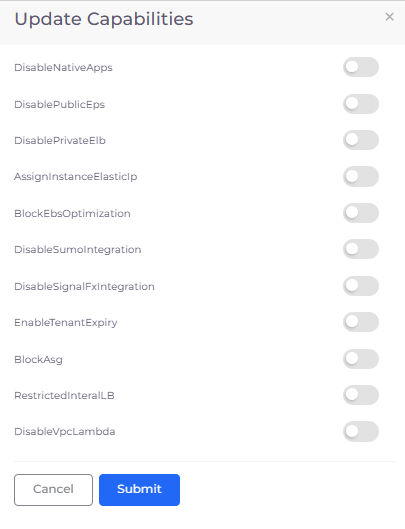 Update Capabilities
×
DisableNativeApps
DisablePublicEps
DisablePrivateElb
AssignInstanceElasticIp
BlockEbsOptimization
DisableSumoIntegration
DisableSignalFxIntegration
EnableTenantExpiry
BlockAsg
RestrictedInteralLB
DisableVpcLambda
Cancel
Submit